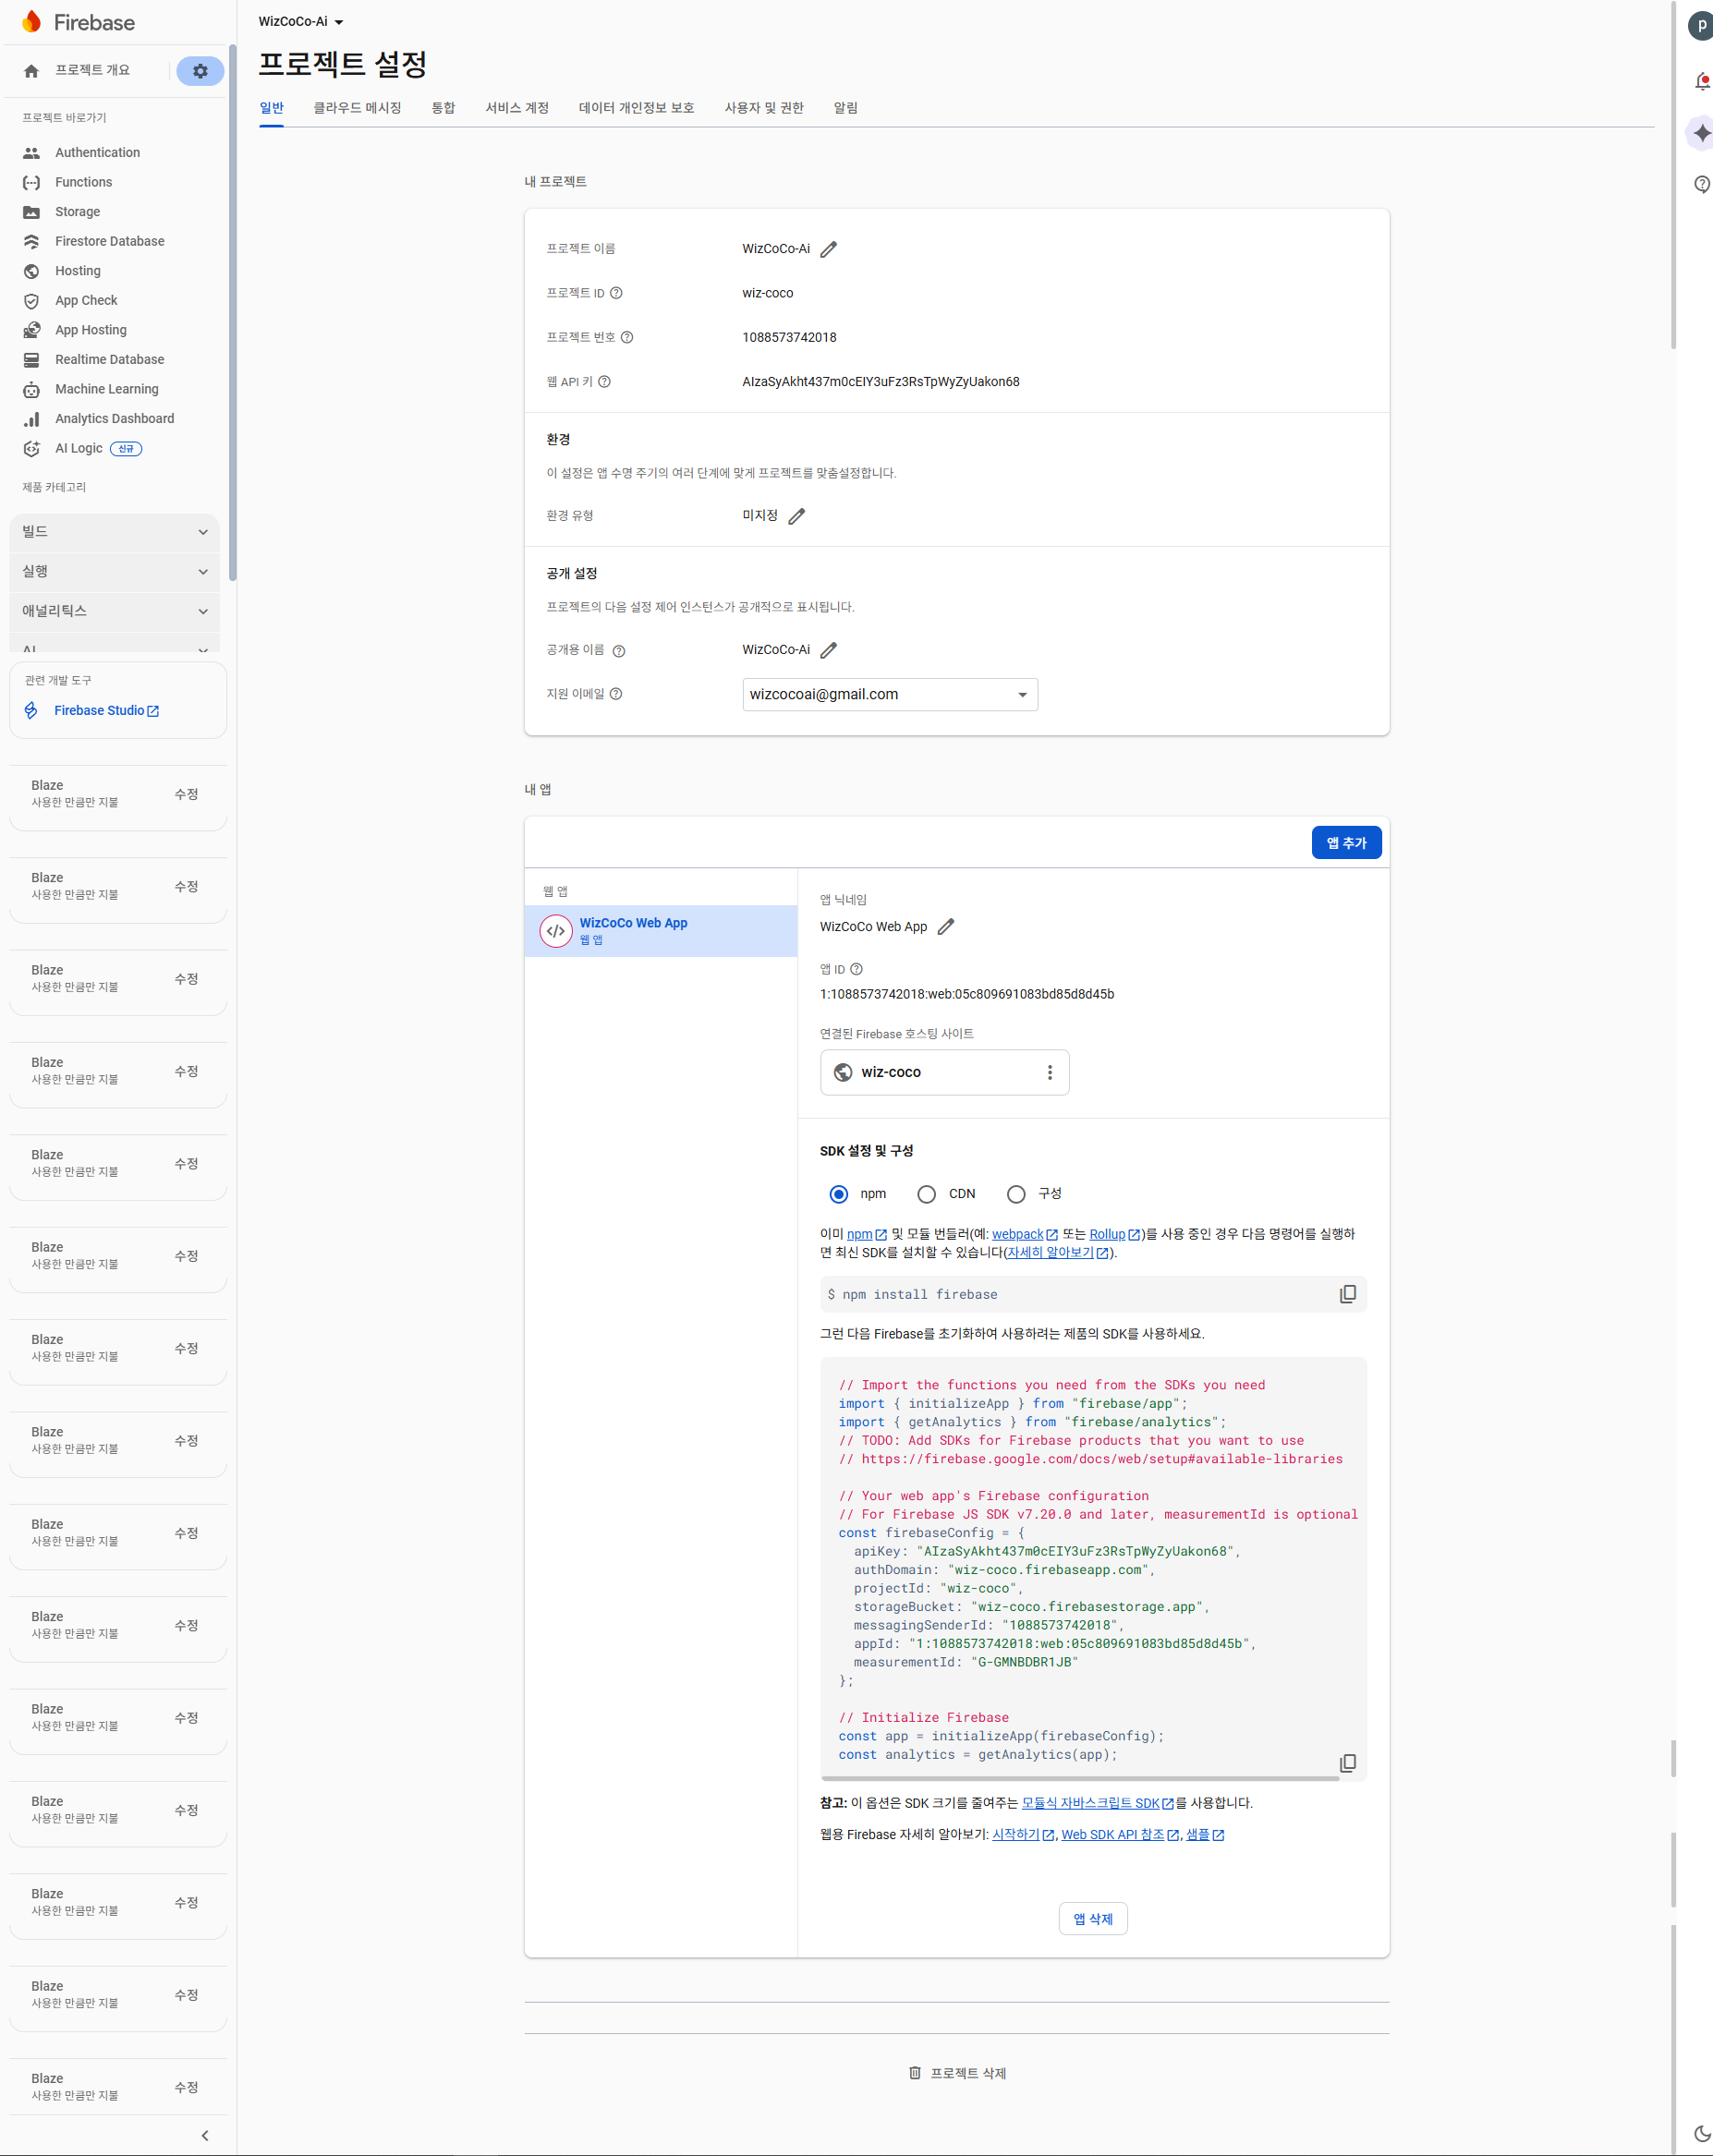 Firebase
프로젝트 개요
프로젝트 바로가기
Authentication
Functions
Storage
Firestore Database
Hosting
App Check
App Hosting
Realtime Database
Machine Learning
Analytics Dashboard
AI Logic 신규
제품 카테고리
빌드
실행
애널리틱스
AI
관련 개발 도구
Firebase Studio
Blaze
사용한 만큼만 지불
수정
Blaze
사용한 만큼만 지불
수정
Blaze
사용한 만큼만 지불
수정
Blaze
사용한 만큼만 지불
수정
Blaze
사용한 만큼만 지불
수정
Blaze
사용한 만큼만 지불
수정
Blaze
사용한 만큼만 지불
수정
Blaze
사용한 만큼만 지불
수정
Blaze
사용한 만큼만 지불
수정
Blaze
사용한 만큼만 지불
수정
Blaze
사용한 만큼만 지불
수정
Blaze
사용한 만큼만 지불
수정
Blaze
사용한 만큼만 지불
수정
Blaze
사용한 만큼만 지불
수정
Blaze
사용한 만큼만 지불
수정
WizCoCo-Ai
프로젝트 설정
일반 클라우드 메시징 통합 서비스 계정 데이터 개인정보 보호 사용자 및 권한 알림
p
내 프로젝트
프로젝트 이름 WizCoCo-Ai
프로젝트 ID wiz-coco
프로젝트 번호 1088573742018
웹 API 키 AIzaSyAkht437m0cEIY3uFz3RsTpWyZyUakon68
환경
이 설정은 앱 수명 주기의 여러 단계에 맞게 프로젝트를 맞춤설정합니다.
환경 유형 미지정
공개 설정
프로젝트의 다음 설정 제어 인스턴스가 공개적으로 표시됩니다.
공개용 이름 WizCoCo-Ai
지원 이메일 wizcocoai@gmail.com
내 앱
앱 추가
웹 앱
WizCoCo Web App
웹 앱
앱 닉네임
WizCoCo Web App
앱 ID
1:1088573742018:web:05c809691083bd85d8d45b
연결된 Firebase 호스팅 사이트
wiz-coco
SDK 설정 및 구성
npm CDN 구성
이미 npm 및 모듈 번들러(예: webpack 또는 Rollup)를 사용 중인 경우 다음 명령어를 실행하
면 최신 SDK를 설치할 수 있습니다(자세히 알아보기).
$ npm install firebase
그런 다음 Firebase를 초기화하여 사용하려는 제품의 SDK를 사용하세요.
// Import the functions you need from the SDKs you need
import { initializeApp } from "firebase/app";
import { getAnalytics } from "firebase/analytics";
// TODO: Add SDKs for Firebase products that you want to use
// https://firebase.google.com/docs/web/setup#available-libraries
// Your web app's Firebase configuration
// For Firebase JS SDK v7.20.0 and later, measurementId is optional
const firebaseConfig = {
apiKey: "AIzaSyAkht437m0cEIY3uFz3RsTpWyZyUakon68",
authDomain: "wiz-coco.firebaseapp.com",
projectId: "wiz-coco",
storageBucket: "wiz-coco.firebasestorage.app",
messagingSenderId: "1088573742018",
appId: "1:1088573742018:web:05c809691083bd85d8d45b",
measurementId: "G-GMNBDBR1JB"
};
// Initialize Firebase
const app = initializeApp(firebaseConfig);
const analytics = getAnalytics(app);
참고: 이 옵션은 SDK 크기를 줄여주는 모듈식 자바스크립트 SDK를 사용합니다.
웹용 Firebase 자세히 알아보기: 시작하기, Web SDK API 참조, 샘플
앱 삭제
프로젝트 삭제